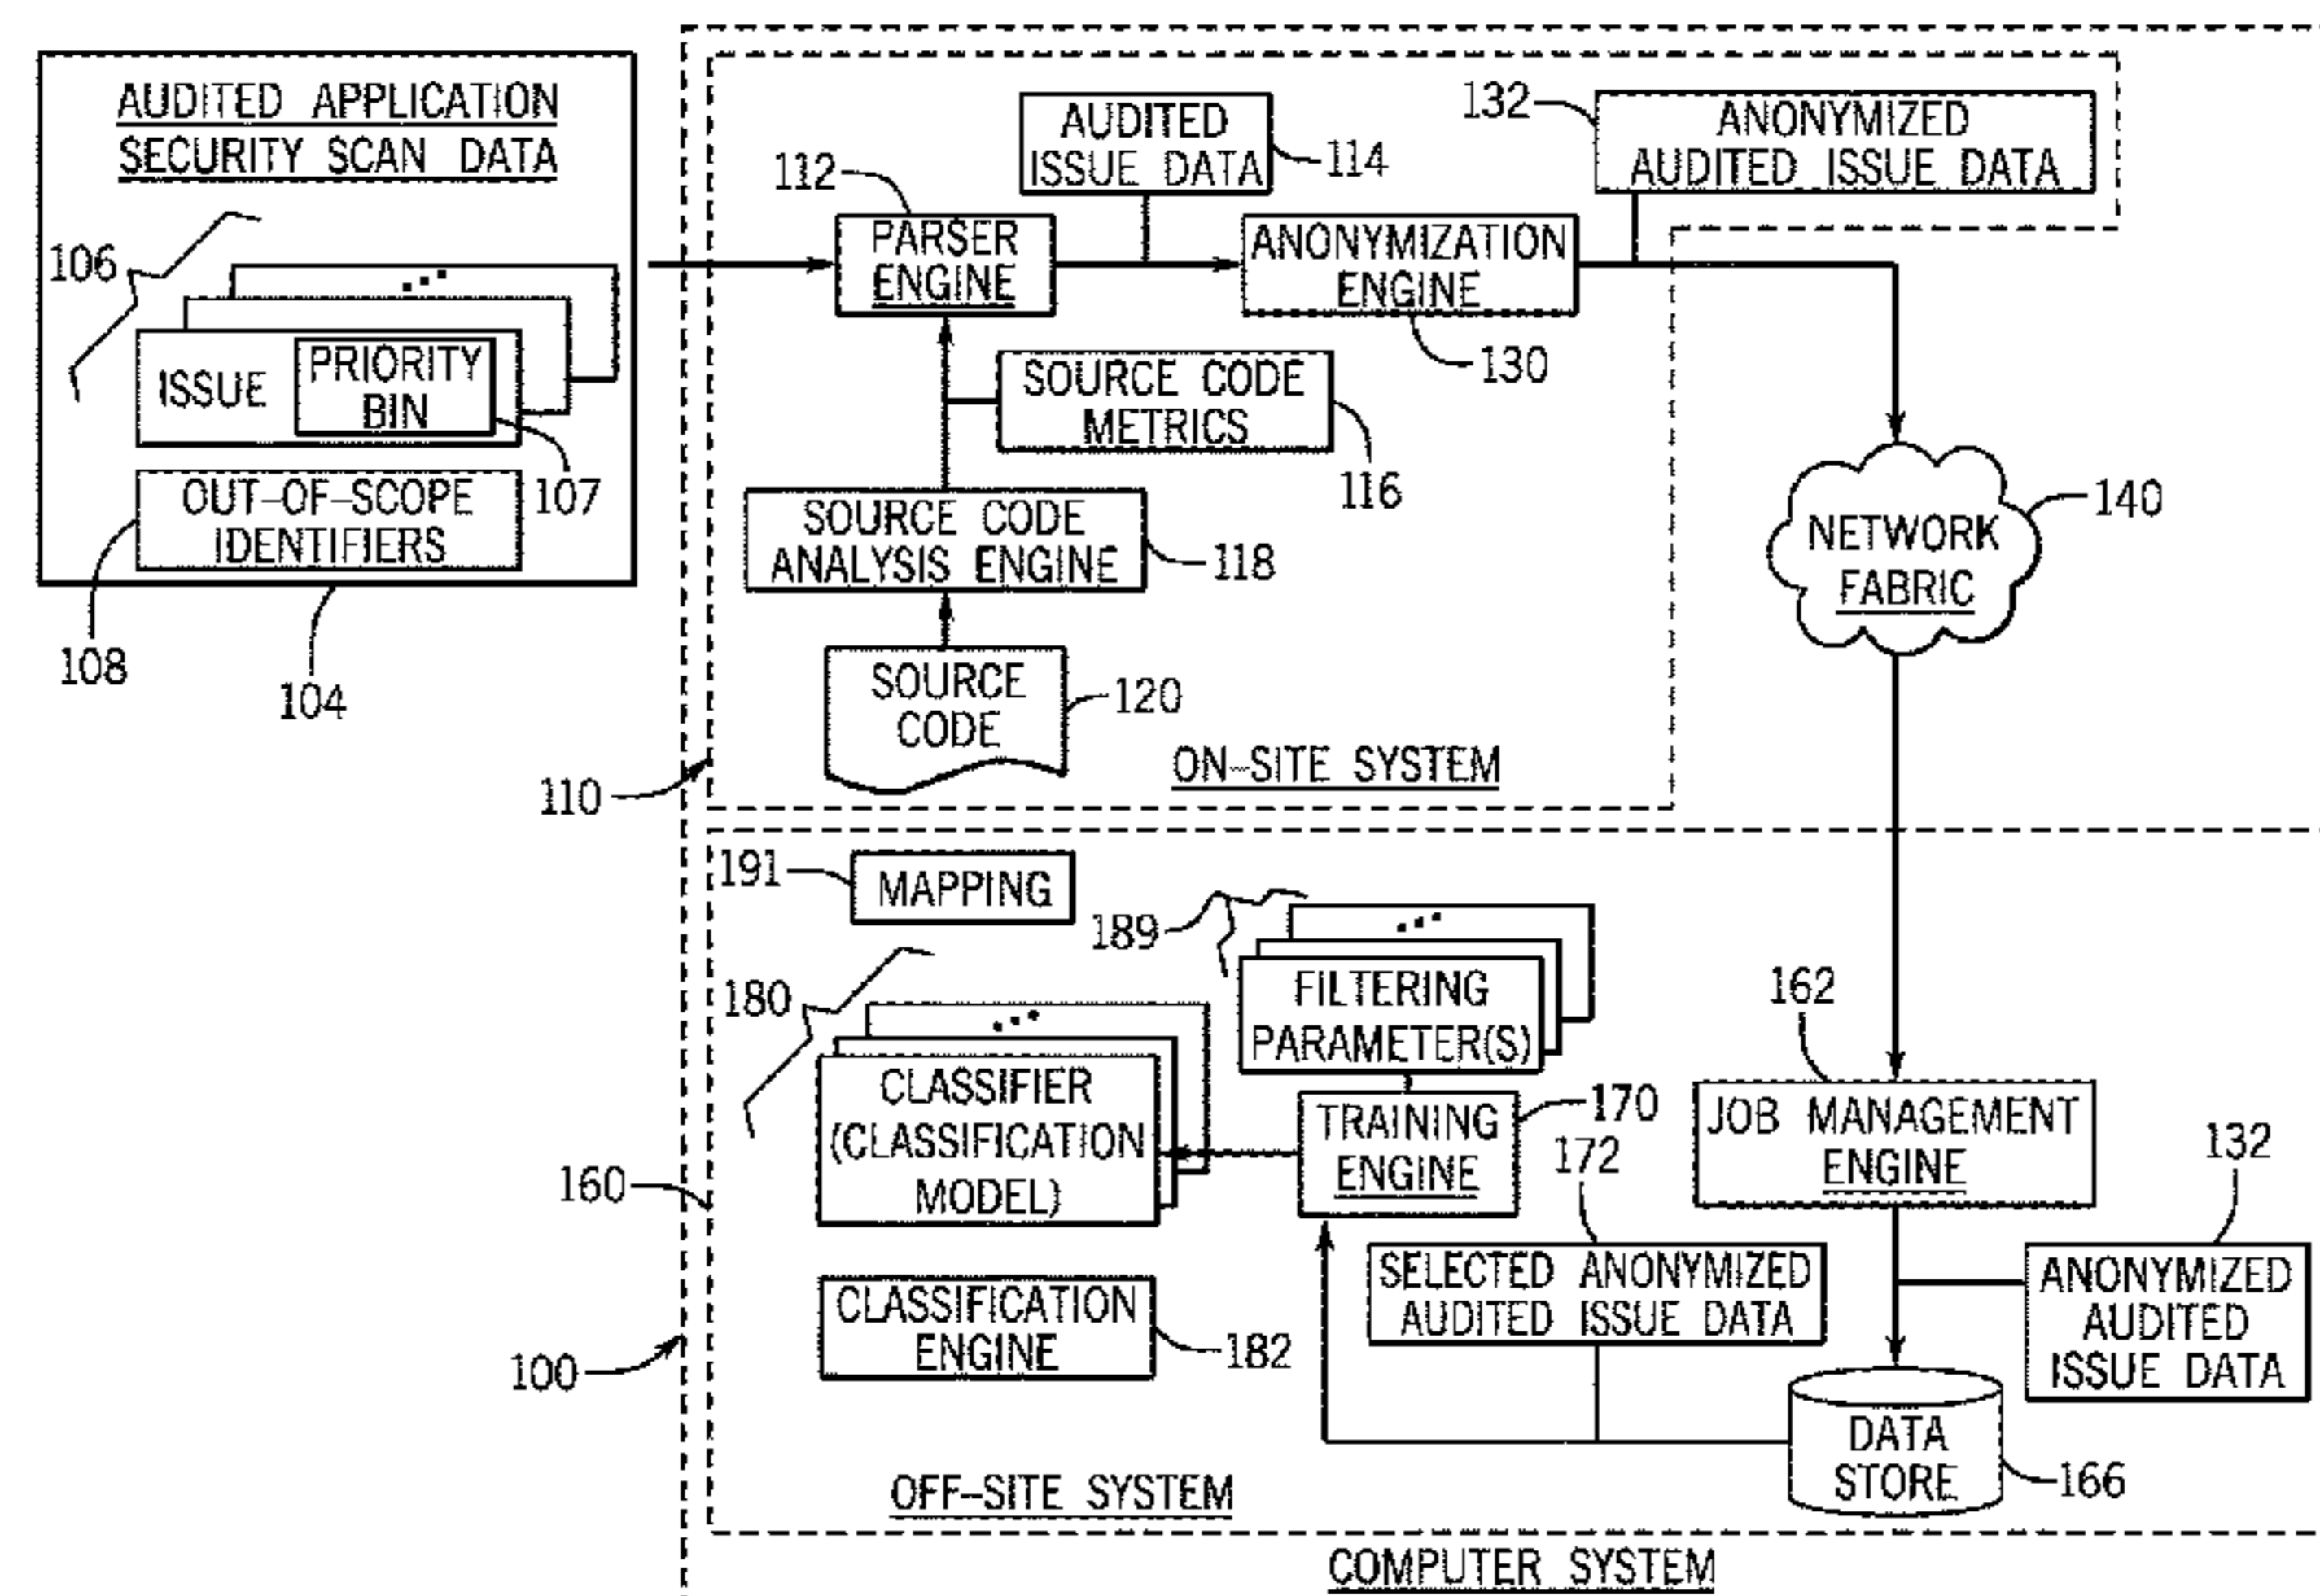 AUDITED APPLICATION
SECURITY SCAN DATA
106
ISSUE
PRIORITY
BIN
107
OUT-OF-SCOPE
IDENTIFIERS
108
104
112
PARSER
ENGINE
AUDITED
ISSUE DATA
114
132
ANONYMIZED
AUDITED ISSUE DATA
ANONYMIZATION
ENGINE
130
SOURCE CODE
METRICS
116
SOURCE CODE
ANALYSIS ENGINE
118
SOURCE
CODE
120
ON-SITE SYSTEM
110
NETWORK
FABRIC
140
191
MAPPING
189
FILTERING
PARAMETER(S)
180
CLASSIFIER
(CLASSIFICATION
MODEL)
TRAINING
ENGINE
170
172
SELECTED ANONYMIZED
AUDITED ISSUE DATA
162
JOB MANAGEMENT
ENGINE
132
ANONYMIZED
AUDITED
ISSUE DATA
160
CLASSIFICATION
ENGINE
182
100
DATA
STORE
166
OFF-SITE SYSTEM
COMPUTER SYSTEM